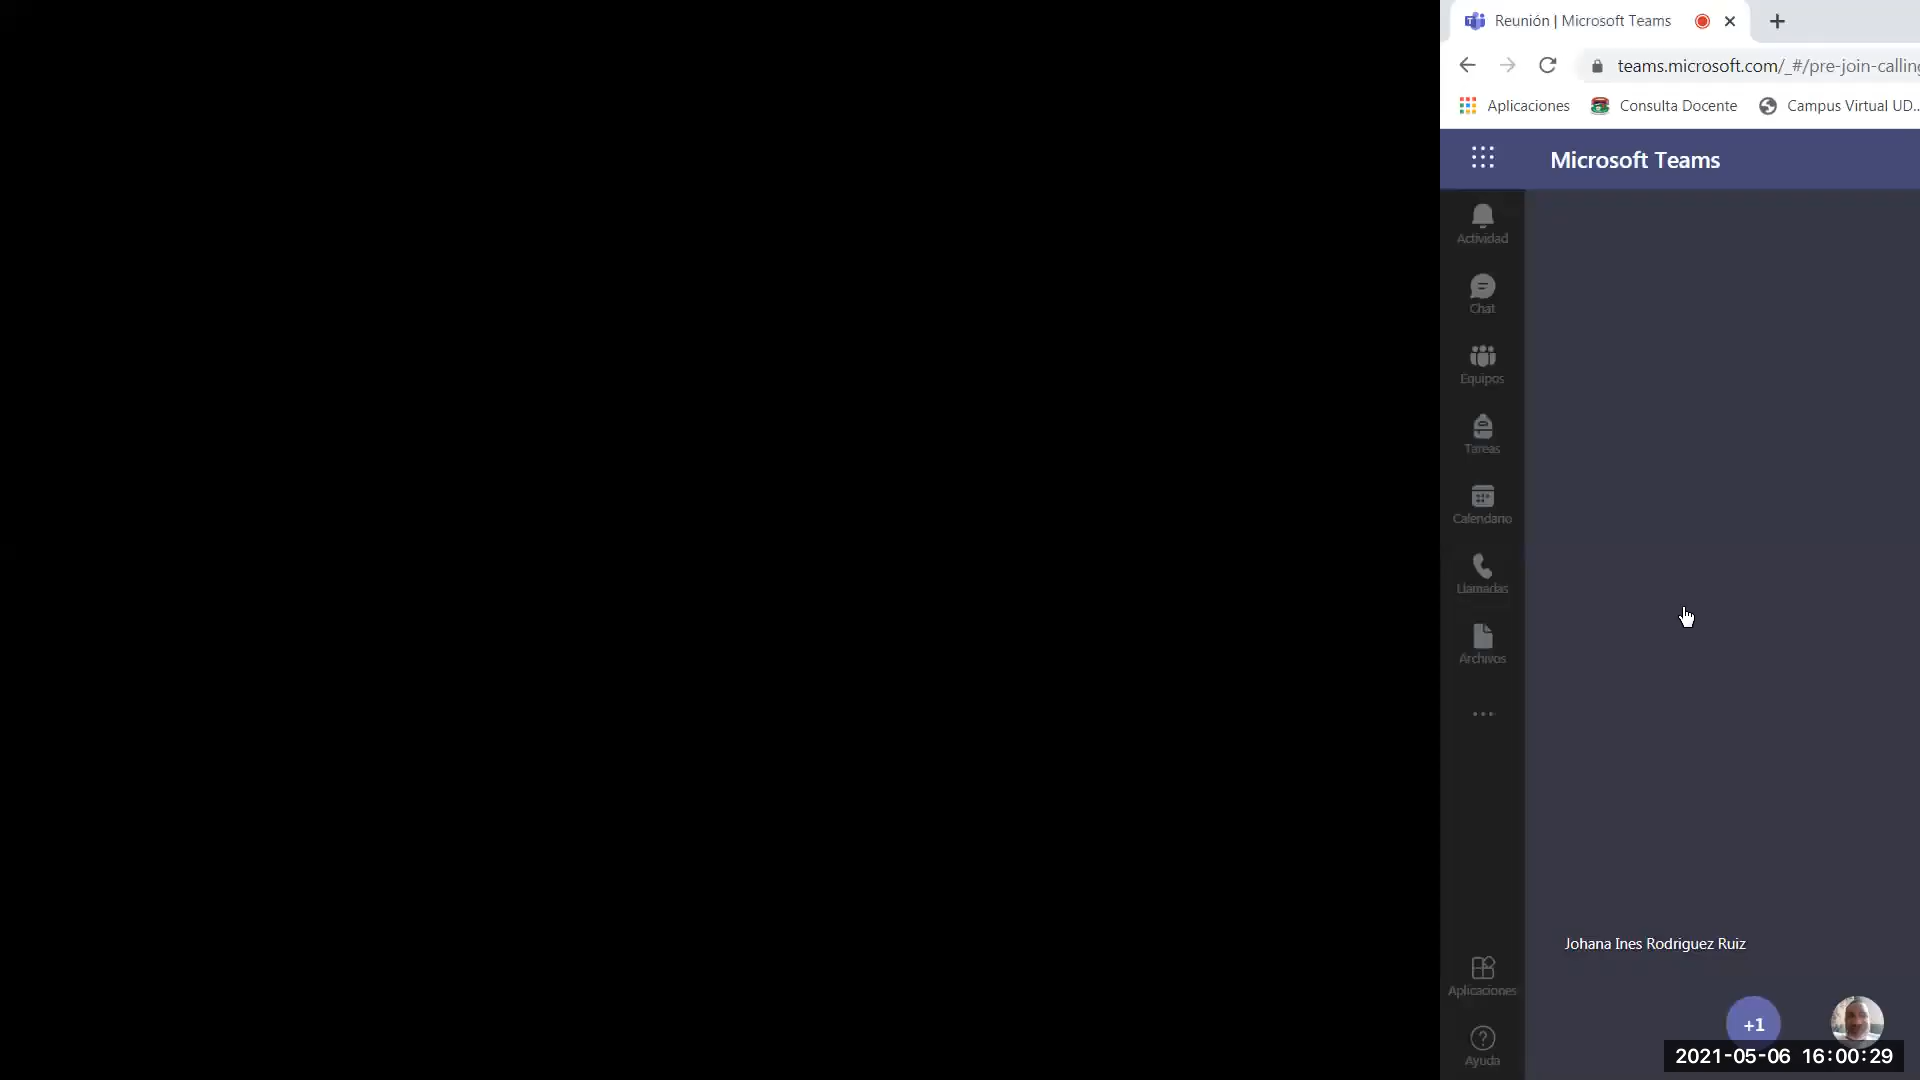 Reunión | Microsoft Teams
teams.microsoft.com/_#/pre-join-calling
Aplicaciones
Consulta Docente
Campus Virtual UD...
Microsoft Teams
Actividad
Chat
Equipos
Tareas
Calendario
Llamadas
Archivos
Johana Ines Rodriguez Ruiz
Aplicaciones
+1
Ayuda
2021-05-06 16:00:29